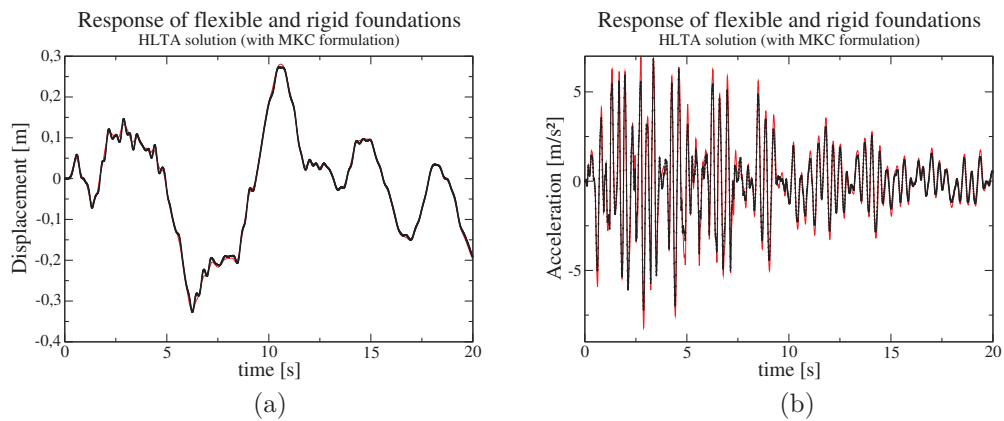 Response of flexible and rigid foundations
HLTA solution (with MKC formulation)
0,3
0,2
0,1
0
-0,1
-0,2
-0,3
-0,4
Displacement [m]
0 5 10 15 20
time [s]
(a)
Response of flexible and rigid foundations
HLTA solution (with MKC formulation)
5
0
-5
Acceleration [m/s²]
0 5 10 15 20
time [s]
(b)